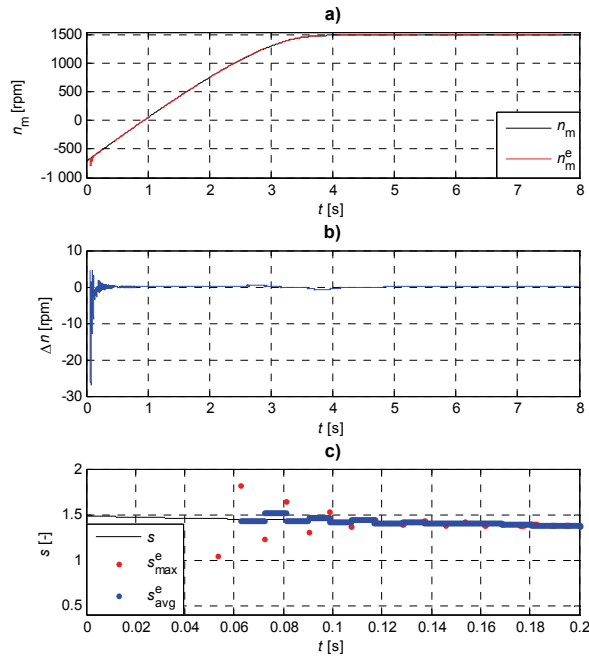 a)
1500
1000
500
0
-500
-1 000
n_m [rpm]
n_m
n_m^e
0 1 2 3 4 5 6 7 8
t [s]
b)
10
0
-10
-20
-30
Δn [rpm]
0 1 2 3 4 5 6 7 8
t [s]
c)
2
1.5
1
0.5
s [-]
s
s_max^e
s_avg^e
0 0.02 0.04 0.06 0.08 0.1 0.12 0.14 0.16 0.18 0.2
t [s]